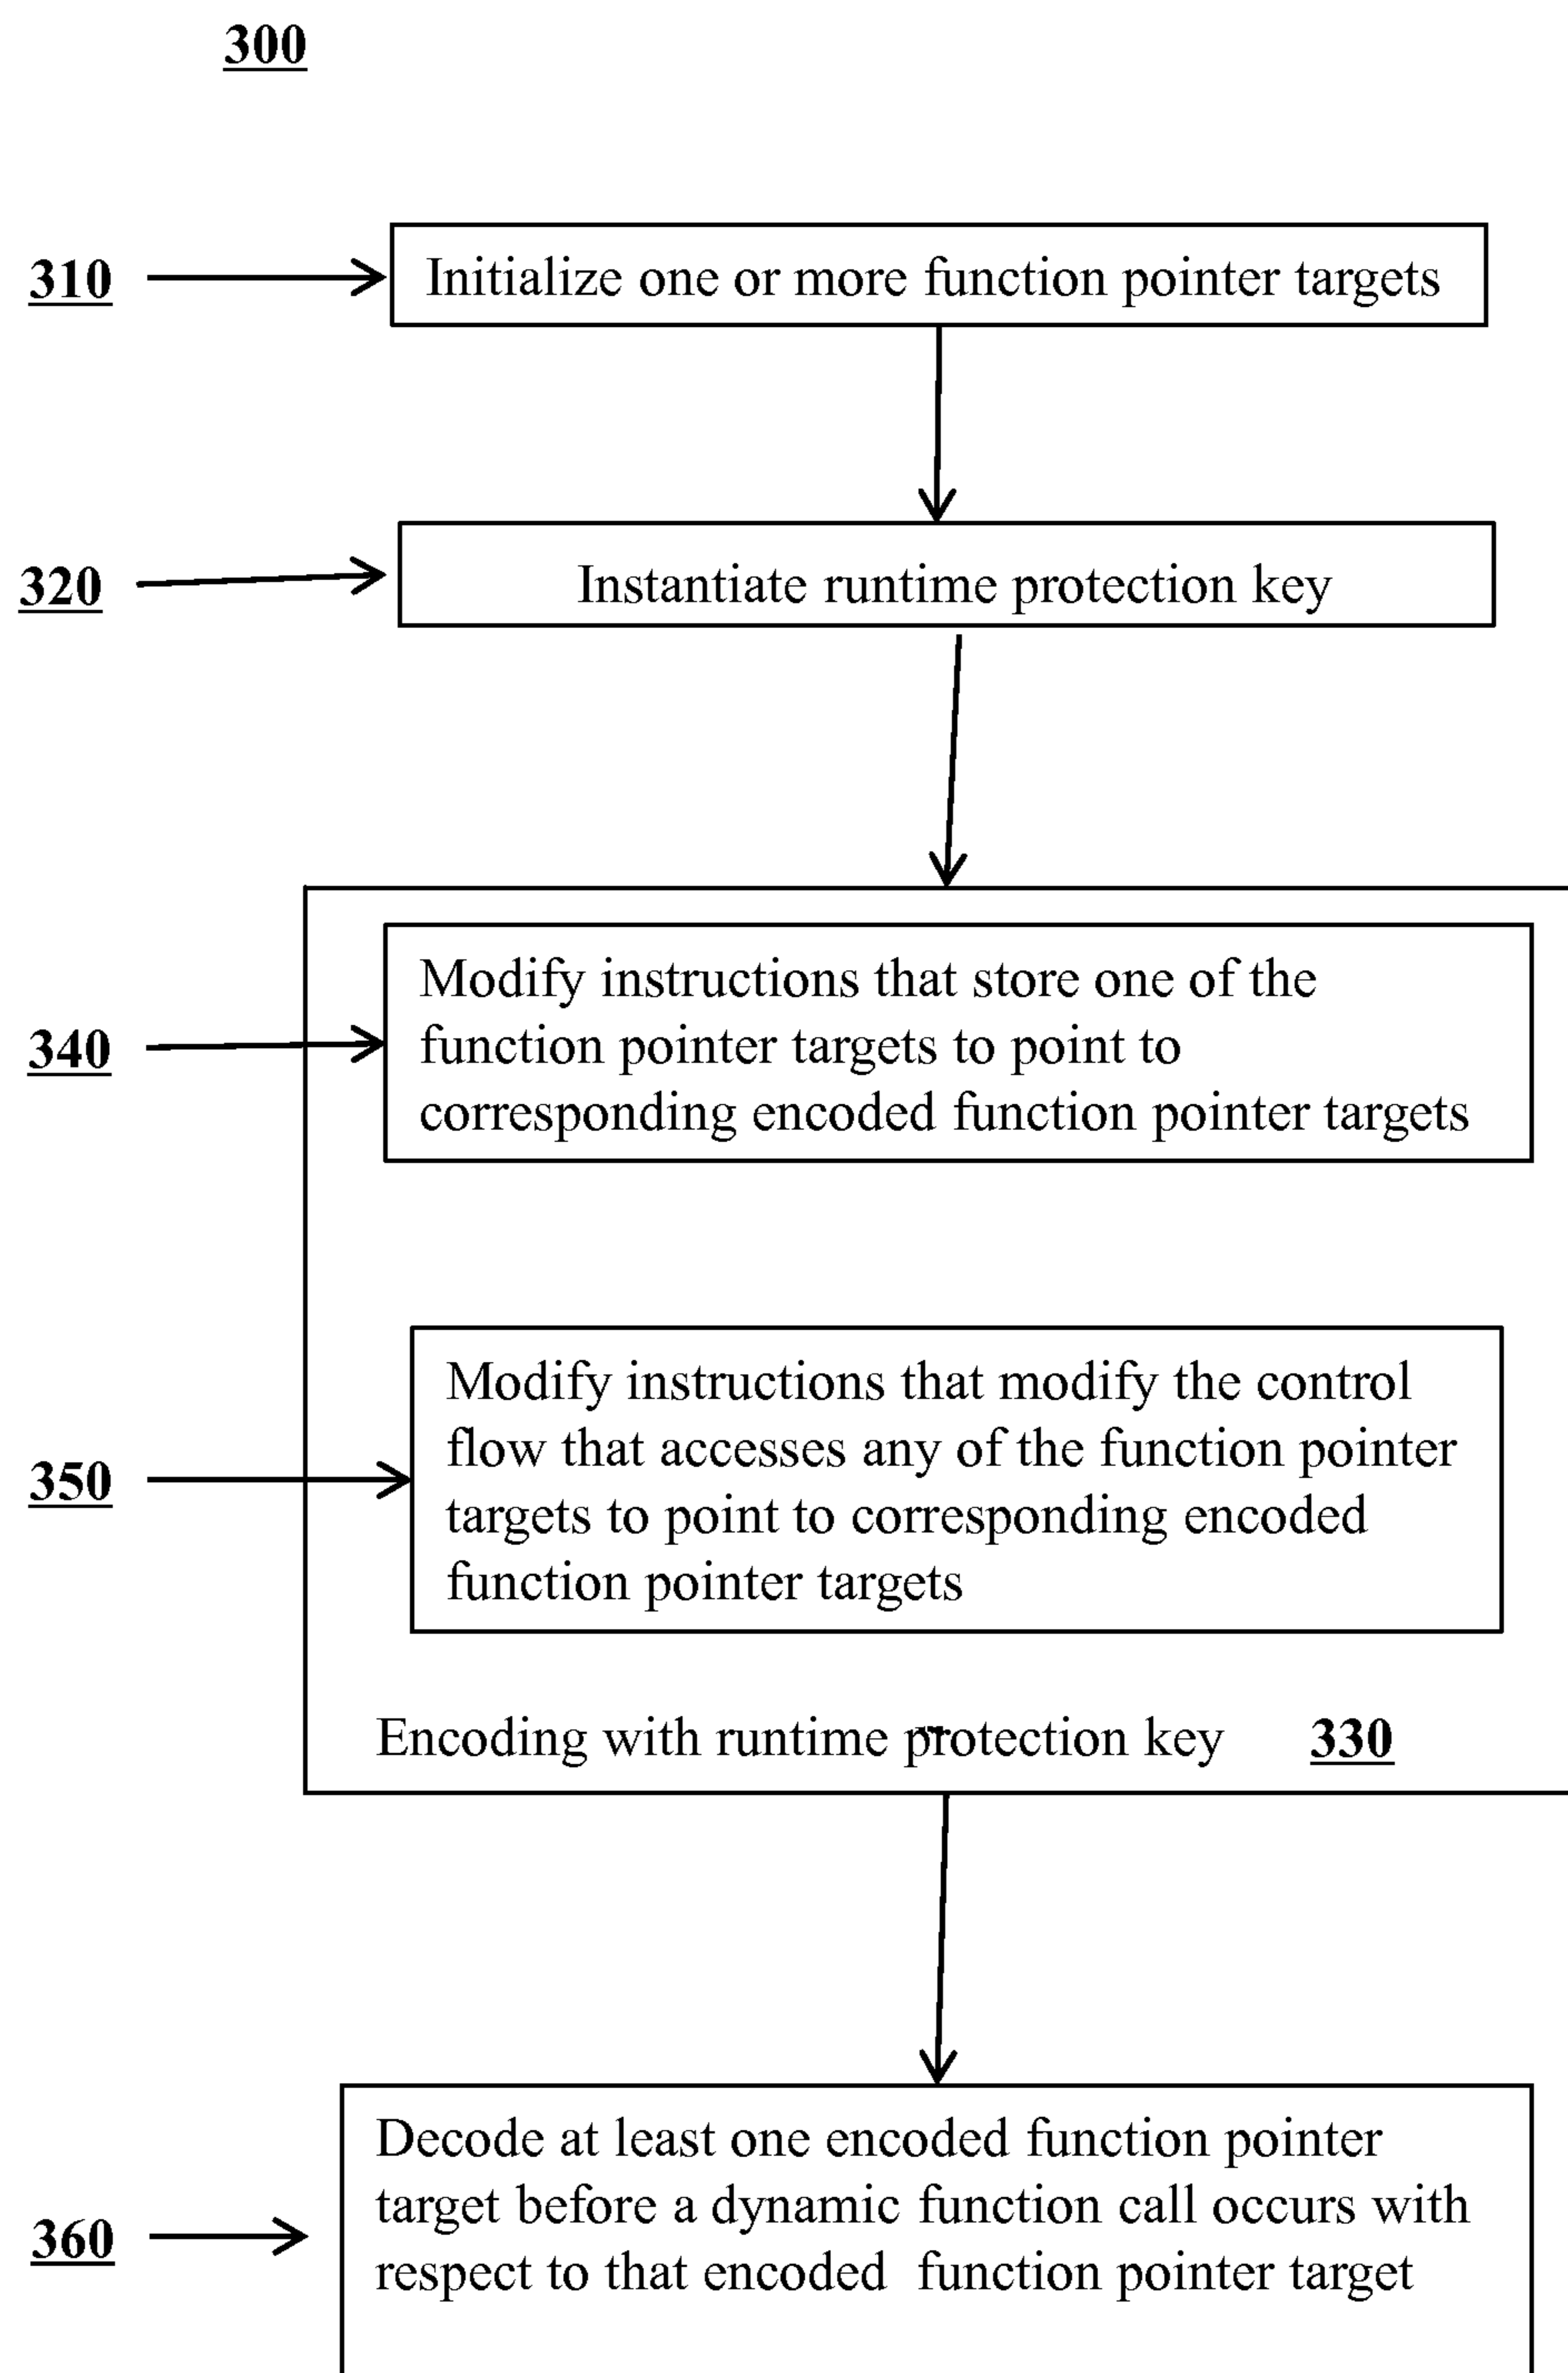 300
310
Initialize one or more function pointer targets
320
Instantiate runtime protection key
340
Modify instructions that store one of the
function pointer targets to point to
corresponding encoded function pointer targets
350
Modify instructions that modify the control
flow that accesses any of the function pointer
targets to point to corresponding encoded
function pointer targets
Encoding with runtime protection key 330
360
Decode at least one encoded function pointer
target before a dynamic function call occurs with
respect to that encoded function pointer target